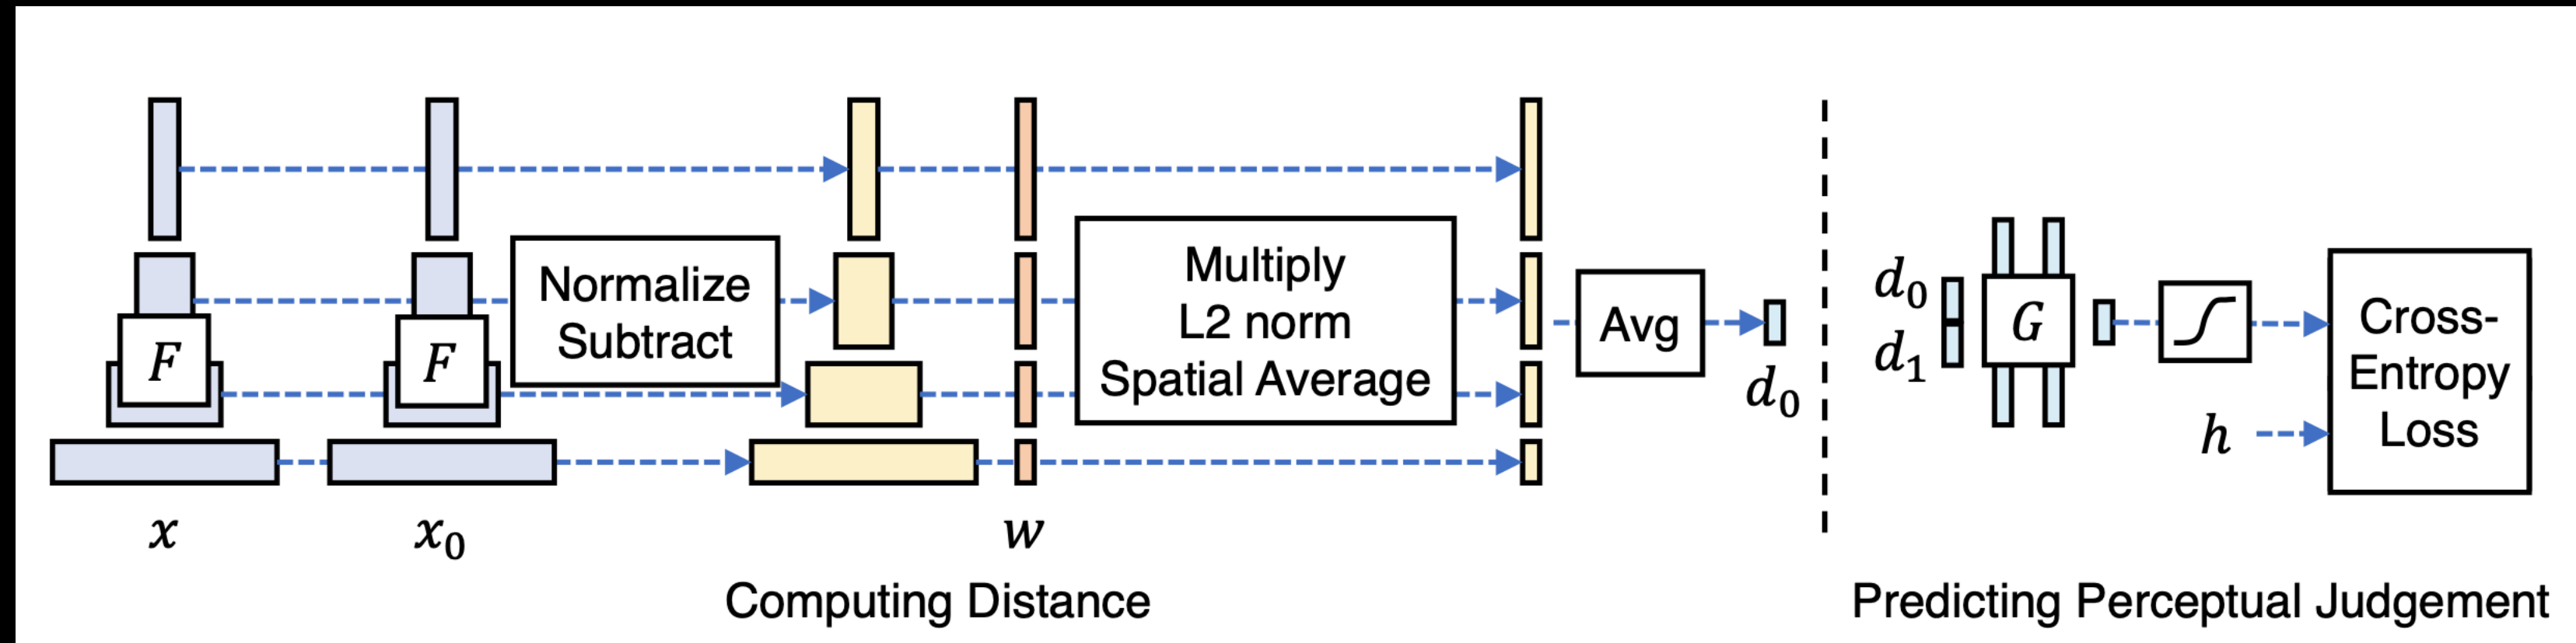 F
F
Normalize
Subtract
Multiply
L2 norm
Spatial Average
Avg
d₀
x
x₀
w
Computing Distance
d₀
d₁
G
h
Cross-
Entropy
Loss
Predicting Perceptual Judgement